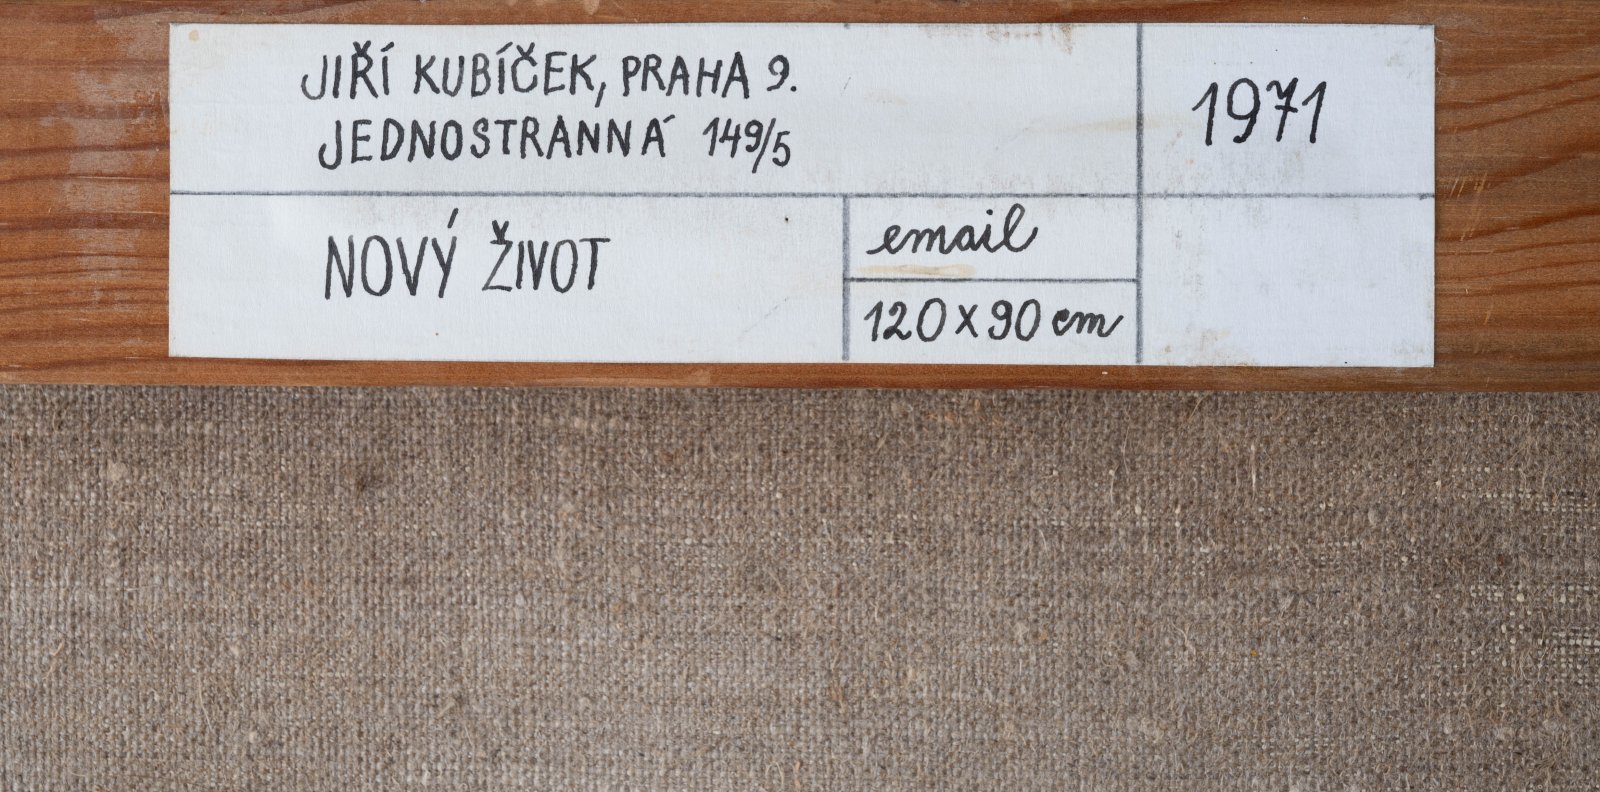 JIŘÍ KUBÍČEK, PRAHA 9.
JEDNOSTRANNÁ 149/5
1971
NOVÝ ŽIVOT
email
120 x 90 cm